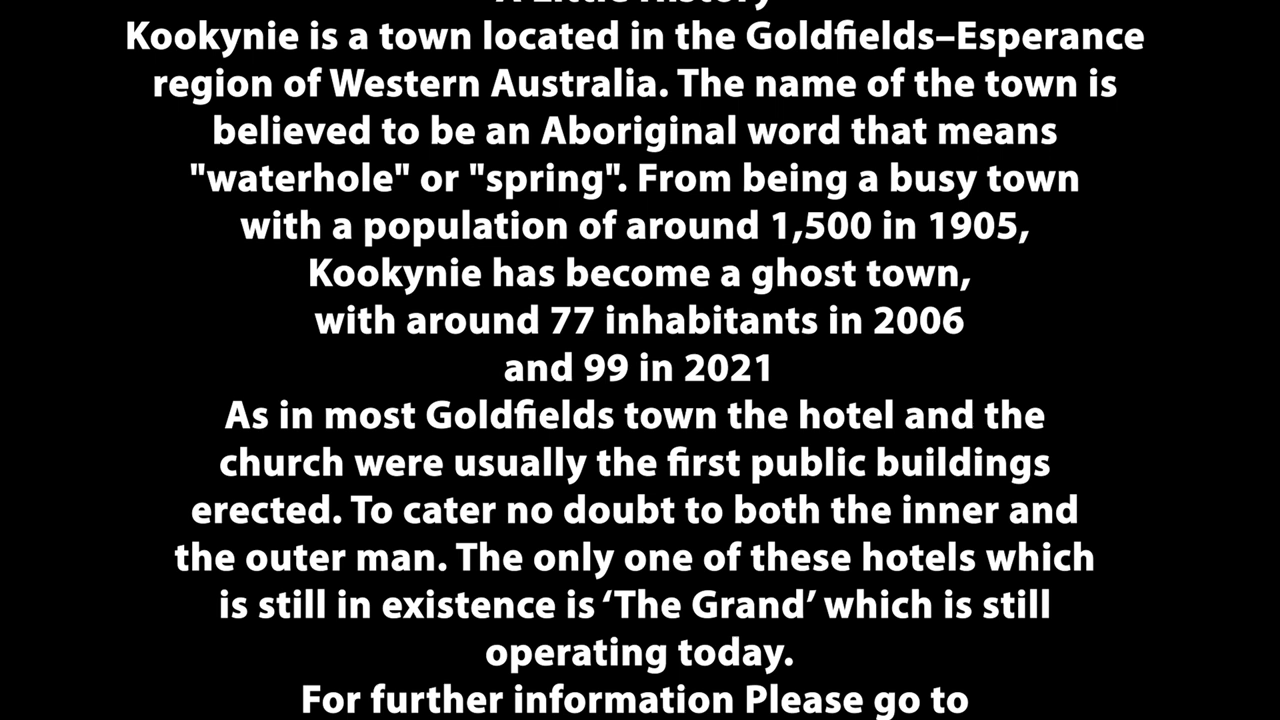 A Little History
Kookynie is a town located in the Goldfields–Esperance
region of Western Australia. The name of the town is
believed to be an Aboriginal word that means
"waterhole" or "spring". From being a busy town
with a population of around 1,500 in 1905,
Kookynie has become a ghost town,
with around 77 inhabitants in 2006
and 99 in 2021
As in most Goldfields town the hotel and the
church were usually the first public buildings
erected. To cater no doubt to both the inner and
the outer man. The only one of these hotels which
is still in existence is ‘The Grand’ which is still
operating today.
For further information Please go to